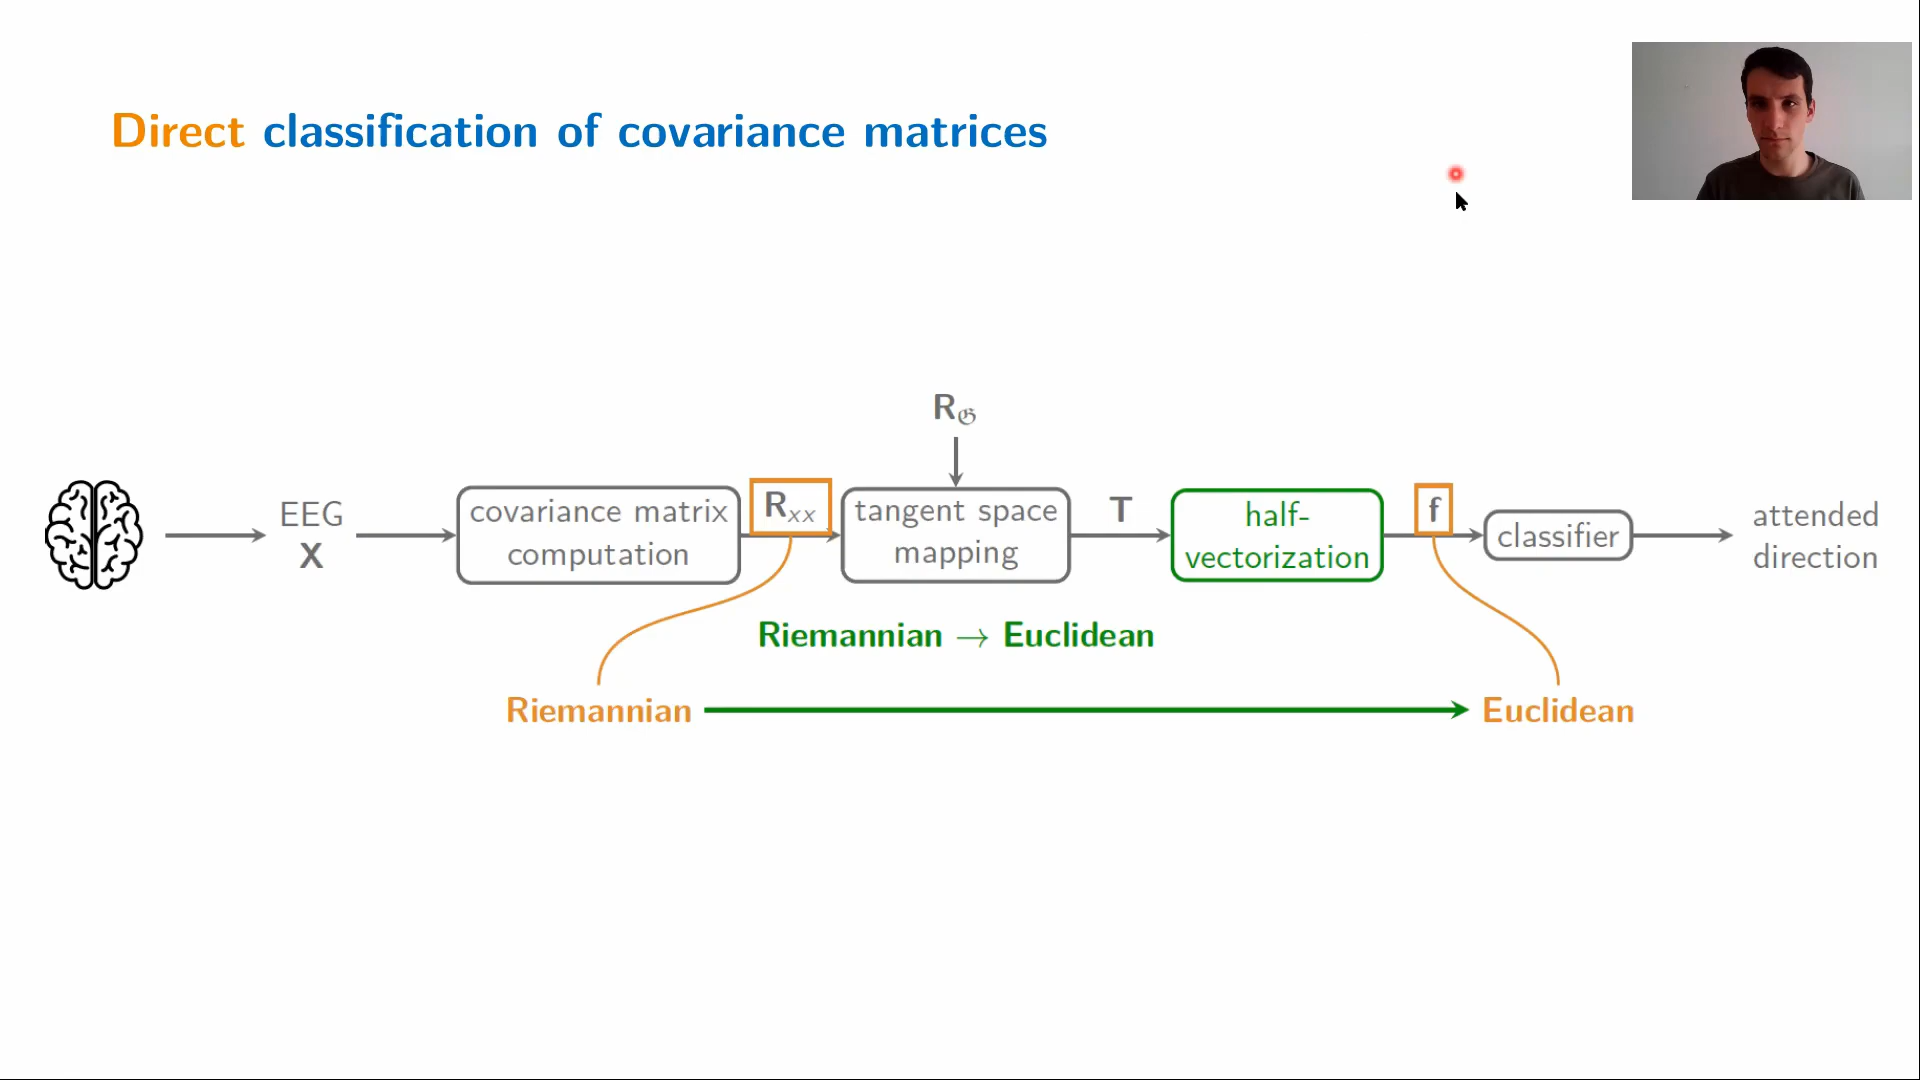 Direct classification of covariance matrices
R𝔊
EEG
X
covariance matrix
computation
Rxx
tangent space
mapping
T
half-
vectorization
f
classifier
attended
direction
Riemannian → Euclidean
Riemannian
Euclidean